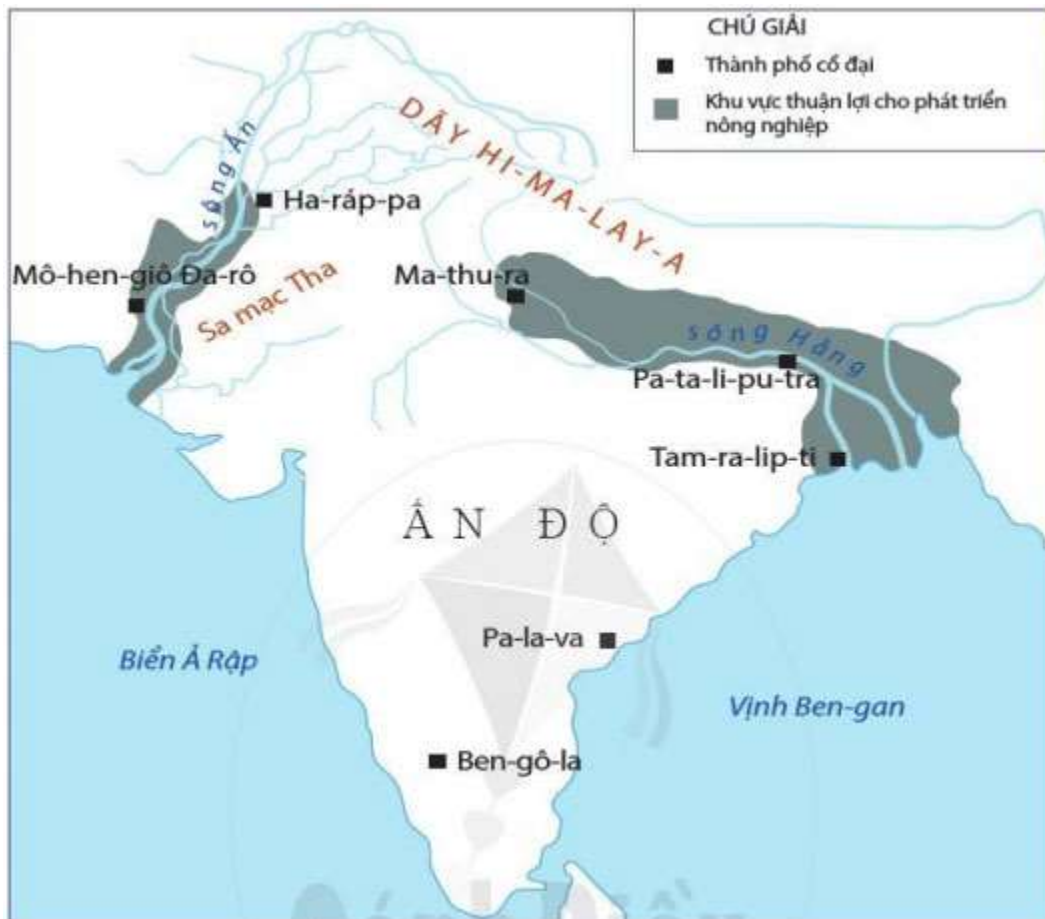 CHÚ GIẢI
Thành phố cổ đại
Khu vực thuận lợi cho phát triển
nông nghiệp
DÃY HI-MA-LAY-A
sông Ấn
Ha-ráp-pa
Mô-hen-giô Đa-rô
Sa mạc Tha
Ma-thu-ra
sông Hằng
Pa-ta-li-pu-tra
Tam-ra-lip-ti
ẤN ĐỘ
Pa-la-va
Biển Ả Rập
Vịnh Ben-gan
Ben-gô-la